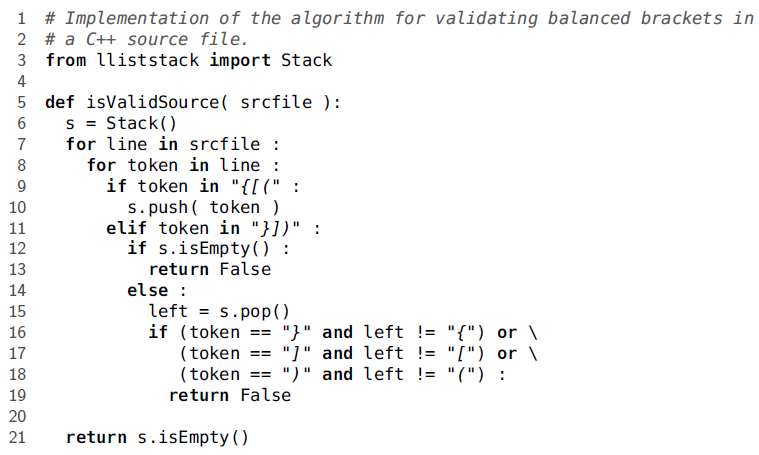 1 # Implementation of the algorithm for validating balanced brackets in
2 # a C++ source file.
3 from lliststack import Stack
4
5 def isValidSource( srcfile ):
6   s = Stack()
7   for line in srcfile :
8     for token in line :
9       if token in "{[(" :
10         s.push( token )
11       elif token in "}])" :
12         if s.isEmpty() :
13           return False
14         else :
15           left = s.pop()
16           if (token == "}" and left != "{") or \
17              (token == "]" and left != "[") or \
18              (token == ")" and left != "(") :
19             return False
20
21   return s.isEmpty()